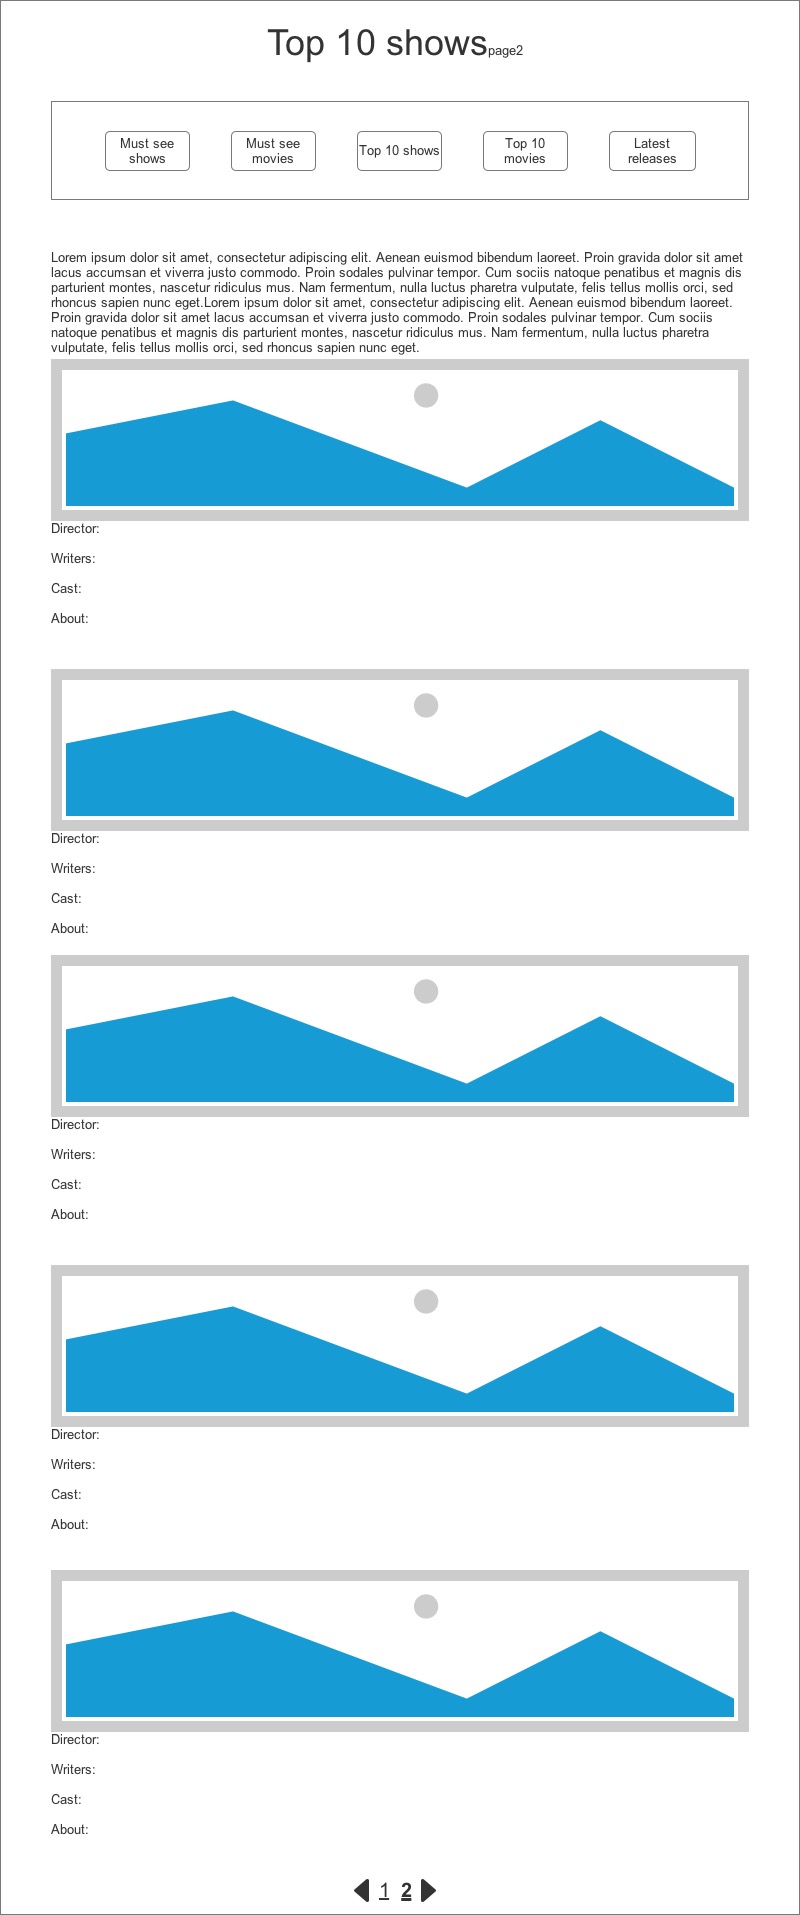 Top 10 showspage2
Must see
shows
Must see
movies
Top 10 shows
Top 10
movies
Latest
releases
Lorem ipsum dolor sit amet, consectetur adipiscing elit. Aenean euismod bibendum laoreet. Proin gravida dolor sit amet
lacus accumsan et viverra justo commodo. Proin sodales pulvinar tempor. Cum sociis natoque penatibus et magnis dis
parturient montes, nascetur ridiculus mus. Nam fermentum, nulla luctus pharetra vulputate, felis tellus mollis orci, sed
rhoncus sapien nunc eget.Lorem ipsum dolor sit amet, consectetur adipiscing elit. Aenean euismod bibendum laoreet.
Proin gravida dolor sit amet lacus accumsan et viverra justo commodo. Proin sodales pulvinar tempor. Cum sociis
natoque penatibus et magnis dis parturient montes, nascetur ridiculus mus. Nam fermentum, nulla luctus pharetra
vulputate, felis tellus mollis orci, sed rhoncus sapien nunc eget.
Director:
Writers:
Cast:
About:
Director:
Writers:
Cast:
About:
Director:
Writers:
Cast:
About:
Director:
Writers:
Cast:
About:
Director:
Writers:
Cast:
About:
1 2